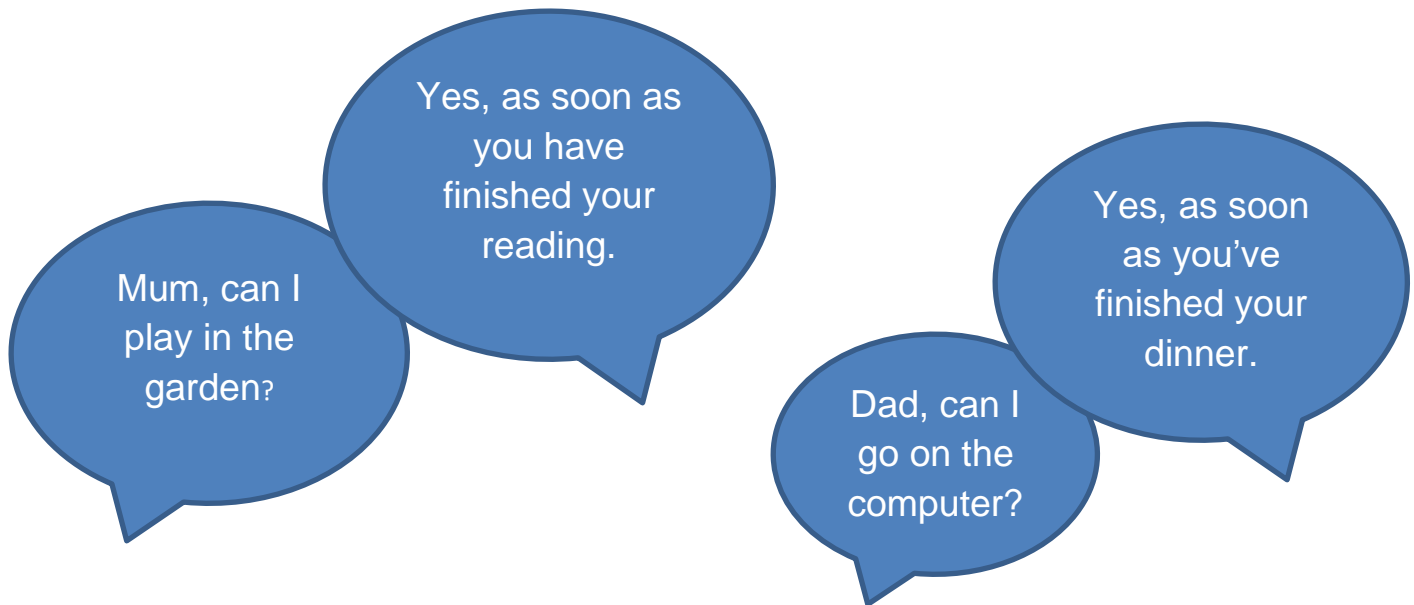 Mum, can I
play in the
garden?
Yes, as soon as
you have
finished your
reading.
Dad, can I
go on the
computer?
Yes, as soon
as you've
finished your
dinner.